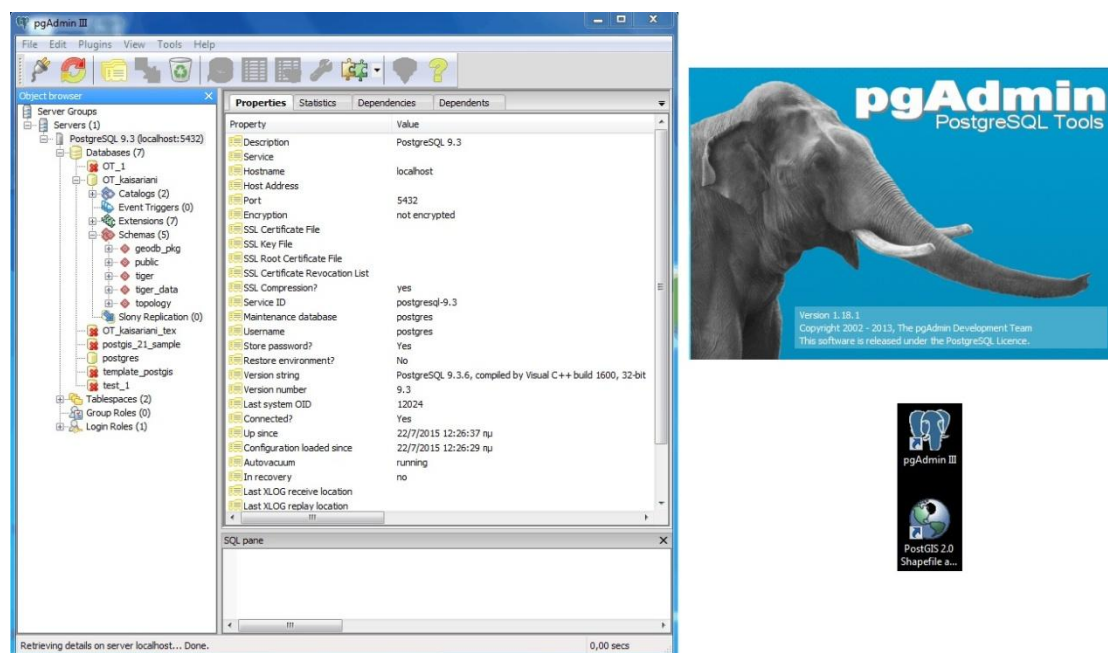 pgAdmin III
File Edit Plugins View Tools Help
Object browser
Server Groups
Servers (1)
PostgreSQL 9.3 (localhost:5432)
Databases (7)
OT_1
OT_kaisariani
Catalogs (2)
Event Triggers (0)
Extensions (7)
Schemas (5)
geodb_pkg
public
tiger
tiger_data
topology
Slony Replication (0)
OT_kaisariani_tex
postgis_21_sample
postgres
template_postgis
test_1
Tablespaces (2)
Group Roles (0)
Login Roles (1)
Properties Statistics Dependencies Dependents
Property Value
Description PostgreSQL 9.3
Service
Hostname localhost
Host Address
Port 5432
Encryption not encrypted
SSL Certificate File
SSL Key File
SSL Root Certificate File
SSL Certificate Revocation List
SSL Compression? yes
Service ID postgresql-9.3
Maintenance database postgres
Username postgres
Store password? Yes
Restore environment? No
Version string PostgreSQL 9.3.6, compiled by Visual C++ build 1600, 32-bit
Version number 9.3
Last system OID 12024
Connected? Yes
Up since 22/7/2015 12:26:37 πμ
Configuration loaded since 22/7/2015 12:26:29 πμ
Autovacuum running
In recovery no
Last XLOG receive location
Last XLOG replay location
SQL pane
Retrieving details on server localhost... Done. 0,00 secs
pgAdmin
PostgreSQL Tools
Version 1.18.1
Copyright 2002 - 2013, The pgAdmin Development Team
This software is released under the PostgreSQL Licence.
pgAdmin III
PostGIS 2.0
Shapefile a...